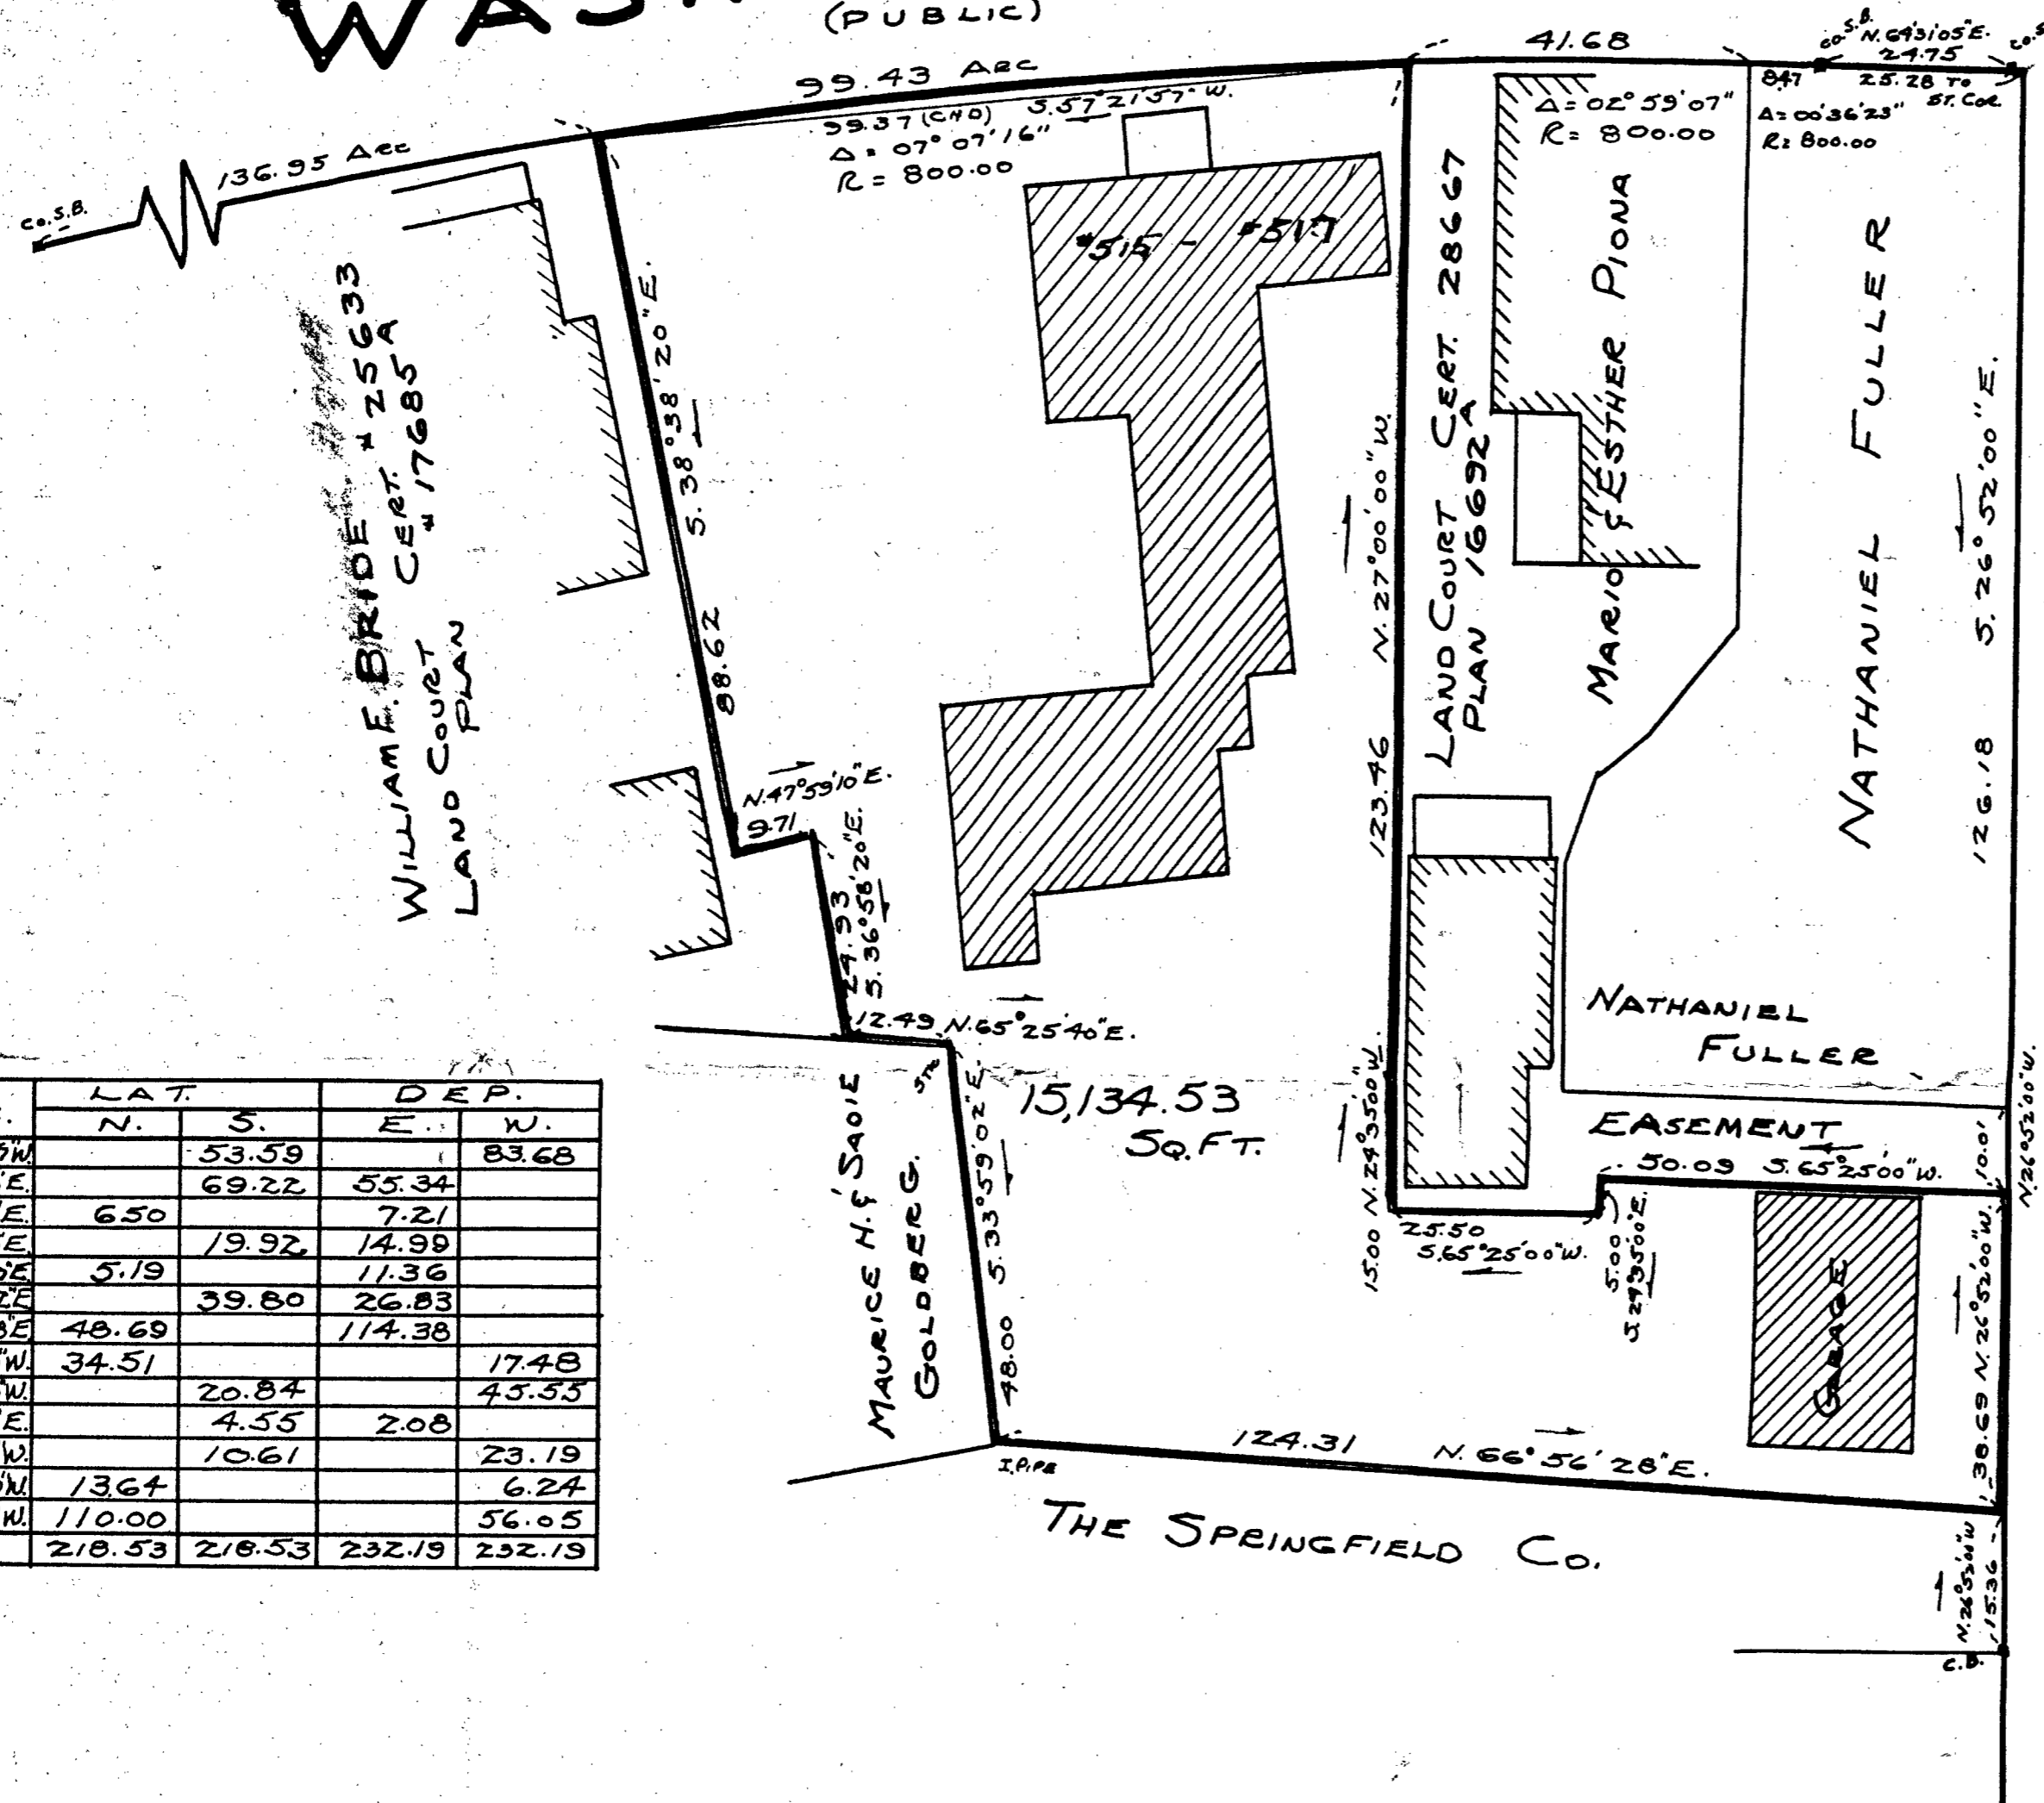 WAS
(PUBLIC)
99.43 ARC
99.37 (CHD) S.57°21'57" W.
Δ = 07° 07' 16"
R = 800.00
136.95 ARC
Co.S.B.
41.68
Δ = 02° 59' 07"
R = 800.00
Co.S.B.
N.64°31'05"E.
24.75
8.47
25.28 TO
ST. COR.
Δ = 00°36'23"
R = 800.00
WILLIAM E. BRIDE
CERT. # 25633
LAND COURT
PLAN # 17685 A
S. 38° 38' 20" E.
88.62
#515 - #517
N. 27° 00' 00" W.
123.46
LAND COURT CERT. 28667
PLAN 16692 A
MARIO & ESTHER PIONA
NATHANIEL FULLER
S. 26° 52' 00" E.
126.18
N.47°59'10"E.
9.71
24.93
S.36°58'20"E.
12.49 N.65°25'40"E.
STK
NATHANIEL
FULLER
N.26°52'00"W.
MAURICE H. & SADIE
GOLDBERG.
S.33°59'02"E.
48.00
15,134.53
SQ.FT.
15.00 N.24°35'00"W.
EASEMENT
50.09 S.65°25'00"W.
10.01'
25.50
S.65°25'00"W.
5.00
S.24°35'00"E.
GARAGE
38.69 N.26°52'00"W.
124.31 N. 66° 56' 28" E.
I.PIPE
THE SPRINGFIELD Co.
N.26°52'00"W
115.36
C.B.
LAT. DEP.
N. S. E. W.
W. 53.59 83.68
E. 69.22 55.34
E. 6.50 7.21
E. 19.92 14.99
E. 5.19 11.36
E. 39.80 26.83
E. 48.69 114.38
W. 34.51 17.48
W. 20.84 45.55
E. 4.55 2.08
W. 10.61 23.19
W. 13.64 6.24
W. 110.00 56.05
218.53 218.53 232.19 232.19